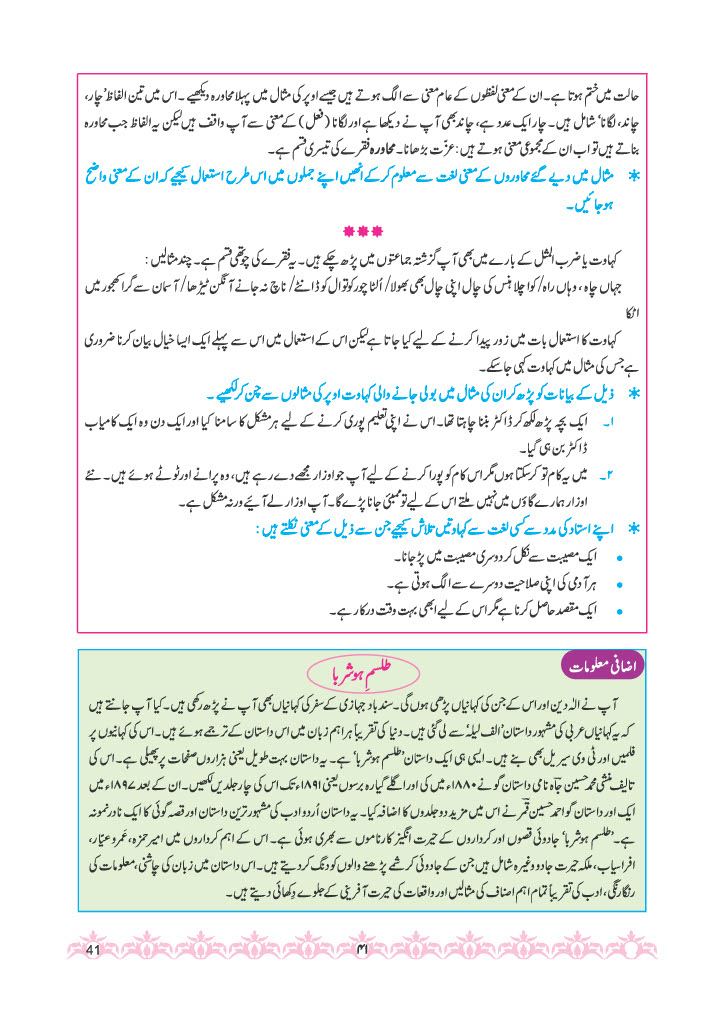 حالت میں ختم ہوتا ہے۔ ان کے معنی لفظوں کے عام معنی سے الگ ہوتے ہیں جیسے اوپر کی مثال میں پہلا محاورہ دیکھیے۔ اس میں تین الفاظ ’چار،
چاند، لگانا‘ شامل ہیں۔ چار ایک عدد ہے، چاند بھی آپ نے دیکھا ہے اور لگانا (فعل) کے معنی سے آپ واقف ہیں لیکن یہ الفاظ جب محاورہ
بناتے ہیں تو اب ان کے مجموعی معنی ہوتے ہیں: عزّت بڑھانا۔ محاورہ فقرے کی تیسری قسم ہے۔
* مثال میں دیے گئے محاوروں کے معنی لغت سے معلوم کر کے انھیں اپنے جملوں میں اس طرح استعمال کیجیے کہ ان کے معنی واضح
ہو جائیں۔
***
کہاوت یا ضرب المثل کے بارے میں بھی آپ گزشتہ جماعتوں میں پڑھ چکے ہیں۔ یہ فقرے کی چوتھی قسم ہے۔ چند مثالیں :
جہاں چاہ ، وہاں راہ/ کوا چلا ہنس کی چال اپنی چال بھی بھولا/ اُلٹا چور کوتوال کو ڈانٹے/ ناچ نہ جانے آنگن ٹیڑھا/ آسمان سے گرا کھجور میں
اٹکا
کہاوت کا استعمال بات میں زور پیدا کرنے کے لیے کیا جاتا ہے لیکن اس کے استعمال میں اس سے پہلے ایک ایسا خیال بیان کرنا ضروری
ہے جس کی مثال میں کہاوت کہی جا سکے۔
* ذیل کے بیانات کو پڑھ کر ان کی مثال میں بولی جانے والی کہاوت اوپر کی مثالوں سے چن کر لکھیے ۔
۱۔ ایک بچہ پڑھ لکھ کر ڈاکٹر بننا چاہتا تھا۔ اس نے اپنی تعلیم پوری کرنے کے لیے ہر مشکل کا سامنا کیا اور ایک دن وہ ایک کامیاب
ڈاکٹر بن ہی گیا۔
۲۔ میں یہ کام تو کر سکتا ہوں مگر اس کام کو پورا کرنے کے لیے آپ جو اوزار مجھے دے رہے ہیں، وہ پرانے اور ٹوٹے ہوئے ہیں۔ نئے
اوزار ہمارے گاؤں میں نہیں ملتے اس کے لیے تو ممبئی جانا پڑے گا۔ آپ اوزار لے آئیے ورنہ مشکل ہے۔
* اپنے استاد کی مدد سے کسی لغت سے کہاوتیں تلاش کیجیے جن سے ذیل کے معنی نکلتے ہیں :
• ایک مصیبت سے نکل کر دوسری مصیبت میں پڑ جانا۔
• ہر آدمی کی اپنی صلاحیت دوسرے سے الگ ہوتی ہے۔
• ایک مقصد حاصل کرنا ہے مگر اس کے لیے ابھی بہت وقت درکار ہے۔
اضافی معلومات
طلسمِ ہوشربا
آپ نے الٰہ دین اور اس کے جن کی کہانیاں پڑھی ہوں گی۔ سند باد جہازی کے سفر کی کہانیاں بھی آپ نے پڑھ رکھی ہیں۔ کیا آپ جانتے ہیں
کہ یہ کہانیاں عربی کی مشہور داستان ’الف لیلہ‘ سے لی گئی ہیں۔ دنیا کی تقریباً ہر اہم زبان میں اس داستان کے ترجمے ہوئے ہیں۔ اس کی کہانیوں پر
فلمیں اور ٹی وی سیریل بھی بنے ہیں۔ ایسی ہی ایک داستان ’طلسم ہوشربا‘ ہے۔ یہ داستان بہت طویل یعنی ہزاروں صفحات پر پھیلی ہے۔ اس کی
تالیف منشی محمد حسین جاہ نامی داستان گو نے ۱۸۸۰ء میں کی اور اگلے گیارہ برسوں یعنی ۱۸۹۱ء تک اس کی چار جلدیں لکھیں۔ ان کے بعد ۱۸۹۷ء میں
ایک اور داستان گو احمد حسین قمر نے اس میں مزید دو جلدوں کا اضافہ کیا۔ یہ داستان اُردو ادب کی مشہور ترین داستان اور قصہ گوئی کا ایک نادر نمونہ
ہے۔ ’طلسم ہوشربا‘ جادوئی قصوں اور کرداروں کے حیرت انگیز کارناموں سے بھری ہوئی ہے۔ اس کے اہم کرداروں میں امیر حمزہ، عَمرو عیّار،
افراسیاب، ملکہ حیرت جادو وغیرہ شامل ہیں جن کے جادوئی کرشمے پڑھنے والوں کو دنگ کر دیتے ہیں۔ اس داستان میں زبان کی چاشنی، معلومات کی
رنگارنگی، ادب کی تقریباً تمام اہم اصناف کی مثالیں اور واقعات کی حیرت آفرینی کے جلوے دِکھائی دیتے ہیں۔
۴۱
41